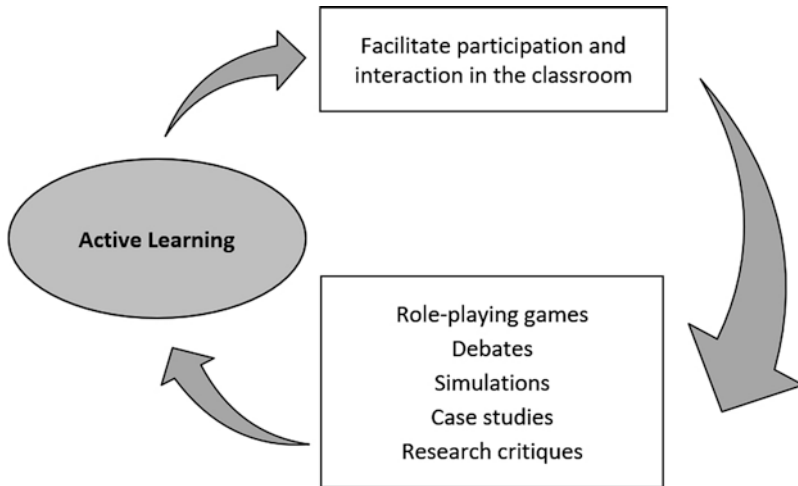 Facilitate participation and
interaction in the classroom
Active Learning
Role-playing games
Debates
Simulations
Case studies
Research critiques